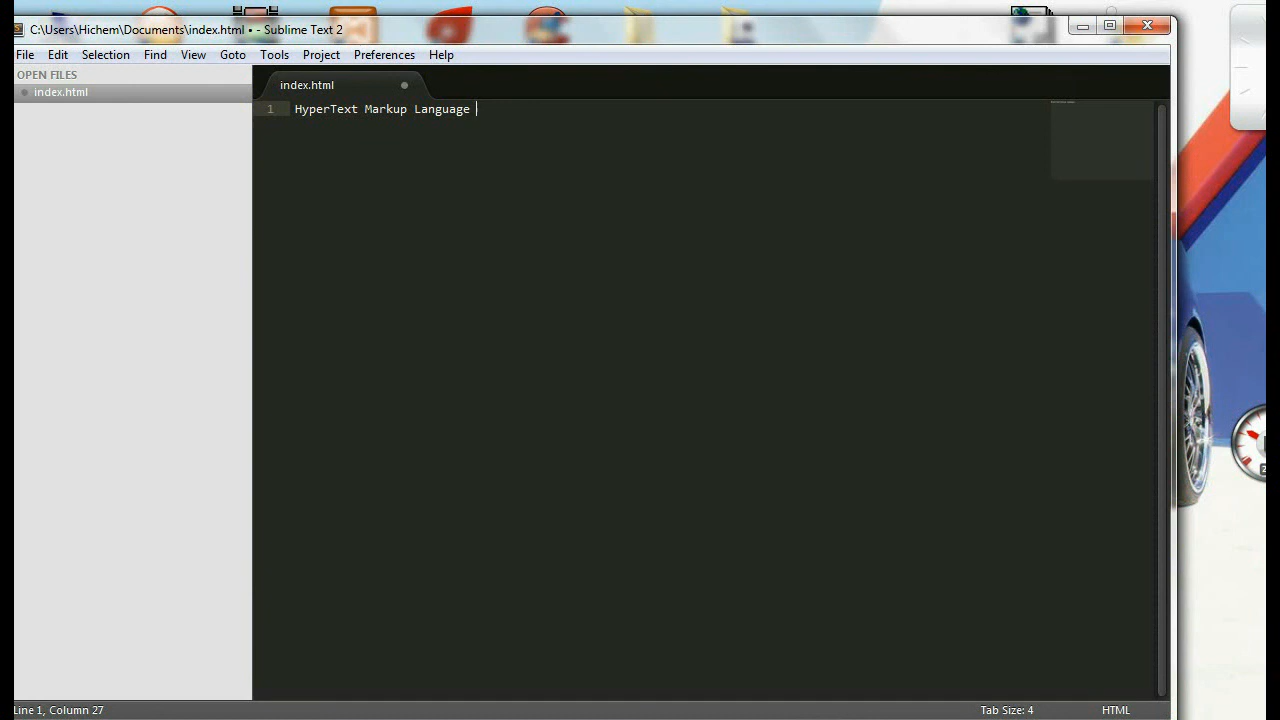 C:\Users\Hichem\Documents\index.html • - Sublime Text 2
File Edit Selection Find View Goto Tools Project Preferences Help
OPEN FILES
index.html
index.html
1 HyperText Markup Language
Line 1, Column 27
Tab Size: 4
HTML